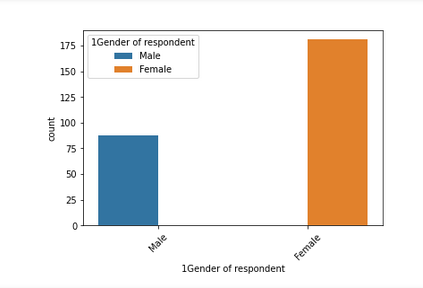 1Gender of respondent
Male
Female
175
150
125
100
75
50
25
0
count
Male
Female
1Gender of respondent